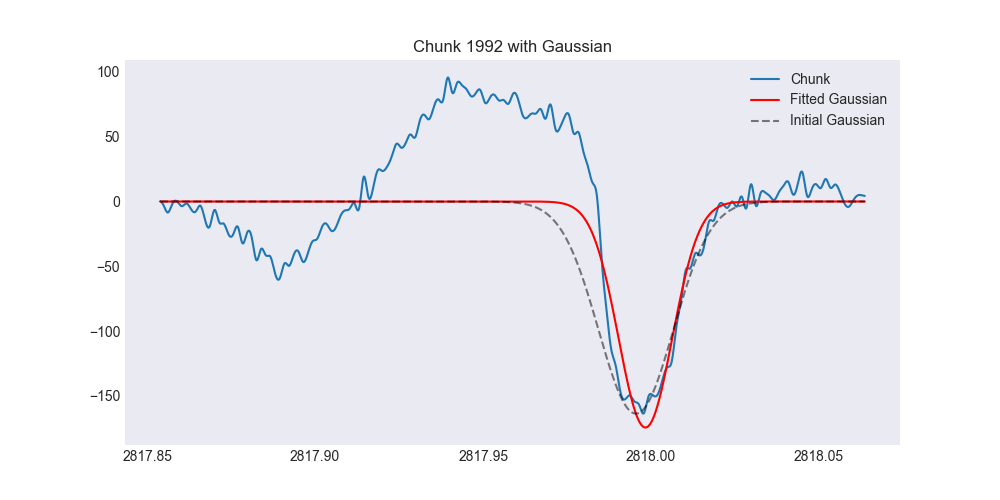 Chunk 1992 with Gaussian
Chunk
Fitted Gaussian
Initial Gaussian
100
50
0
−50
−100
−150
2817.85 2817.90 2817.95 2818.00 2818.05